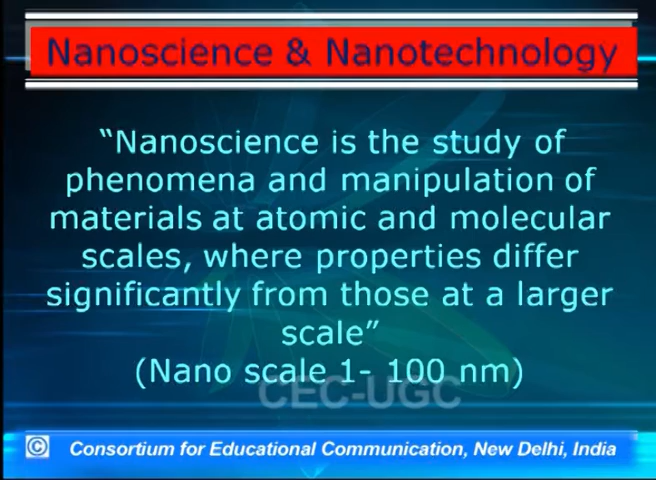 Nanoscience & Nanotechnology
“Nanoscience is the study of
phenomena and manipulation of
materials at atomic and molecular
scales, where properties differ
significantly from those at a larger
scale”
(Nano scale 1- 100 nm)
CEC-UGC
© Consortium for Educational Communication, New Delhi, India